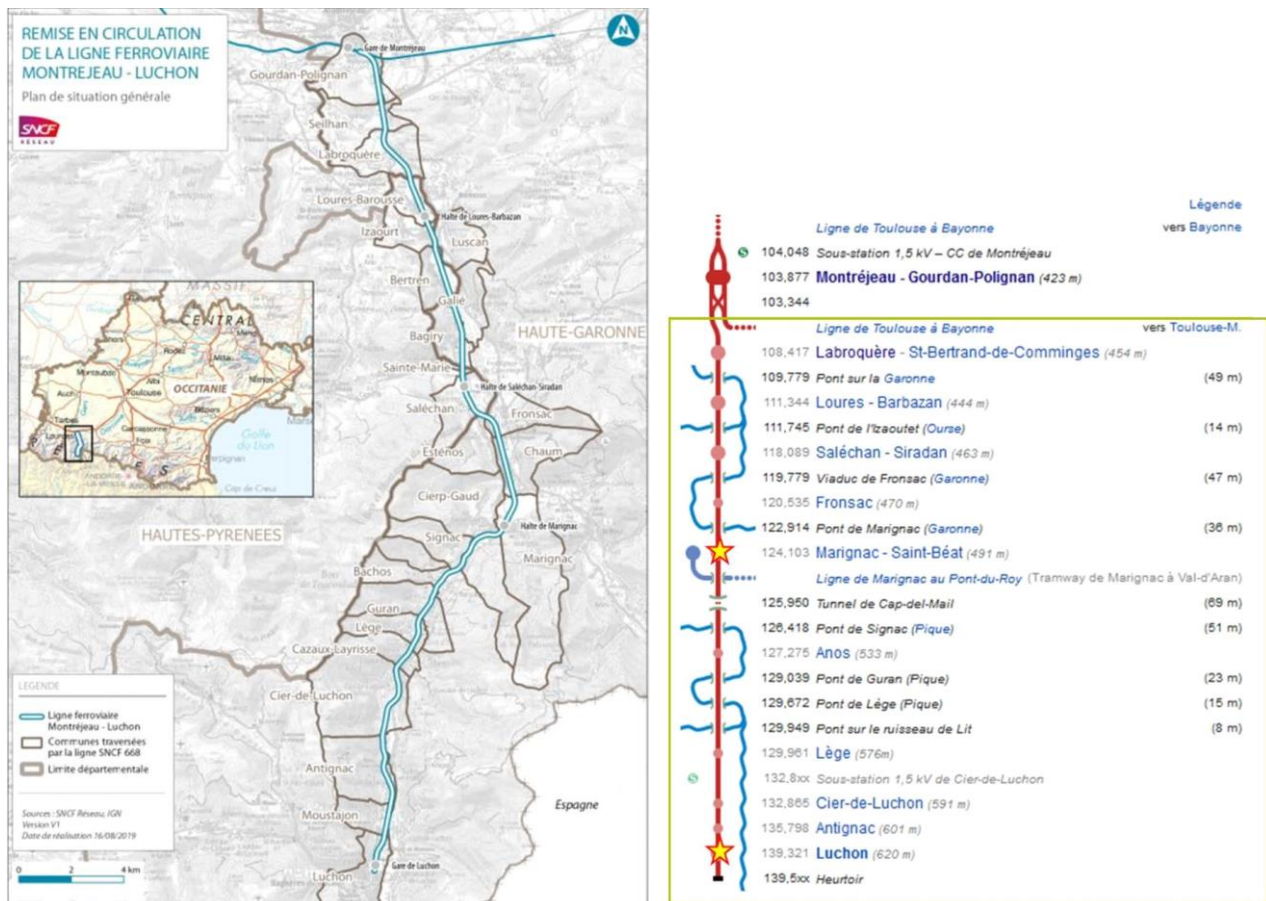 REMISE EN CIRCULATION
DE LA LIGNE FERROVIAIRE
MONTREJEAU - LUCHON
Plan de situation générale
SNCF
RÉSEAU
N
Gare de Montréjeau
Gourdan-Polignan
Seilhan
Labroquère
Loures-Barousse
Halte de Loures-Barbazan
Izaourt
Luscan
Bertren
Galié
HAUTE-GARONNE
Bagiry
Sainte-Marie
Halte de Saléchan-Siradan
Saléchan
Fronsac
Esténos
Chaum
Cierp-Gaud
HAUTES-PYRENEES
Halte de Marignac
Signac
Marignac
Bachos
Guran
Lège
Cazaux-Layrisse
Cier-de-Luchon
Antignac
Moustajon
Espagne
Gare de Luchon
Luchon
MASSIF
CENTRAL
Rodez
Montauban
Albi
Nîmes
OCCITANIE
Toulouse
Auch
Tarbes
Lourdes
Carcassonne
Foix
Golfe
du Lion
Cap de Creus
LEGENDE
Ligne ferroviaire
Montréjeau - Luchon
Communes traversées
par la ligne SNCF 668
Limite départementale
Sources : SNCF Réseau, IGN
Version V1
Date de réalisation 16/08/2019
0 2 4 km
Légende
Ligne de Toulouse à Bayonne vers Bayonne
104,048 Sous-station 1,5 kV – CC de Montréjeau
103,877 Montréjeau - Gourdan-Polignan (423 m)
103,344
Ligne de Toulouse à Bayonne vers Toulouse-M.
108,417 Labroquère - St-Bertrand-de-Comminges (454 m)
109,779 Pont sur la Garonne (49 m)
111,344 Loures - Barbazan (444 m)
111,745 Pont de l'Izaoutet (Ourse) (14 m)
118,089 Saléchan - Siradan (463 m)
119,779 Viaduc de Fronsac (Garonne) (47 m)
120,535 Fronsac (470 m)
122,914 Pont de Marignac (Garonne) (36 m)
124,103 Marignac - Saint-Béat (491 m)
Ligne de Marignac au Pont-du-Roy (Tramway de Marignac à Val-d'Aran)
125,950 Tunnel de Cap-del-Mail (69 m)
126,418 Pont de Signac (Pique) (51 m)
127,275 Anos (533 m)
129,039 Pont de Guran (Pique) (23 m)
129,672 Pont de Lège (Pique) (15 m)
129,949 Pont sur le ruisseau de Lit (8 m)
129,961 Lège (576m)
132,8xx Sous-station 1,5 kV de Cier-de-Luchon
132,865 Cier-de-Luchon (591 m)
135,798 Antignac (601 m)
139,321 Luchon (620 m)
139,5xx Heurtoir